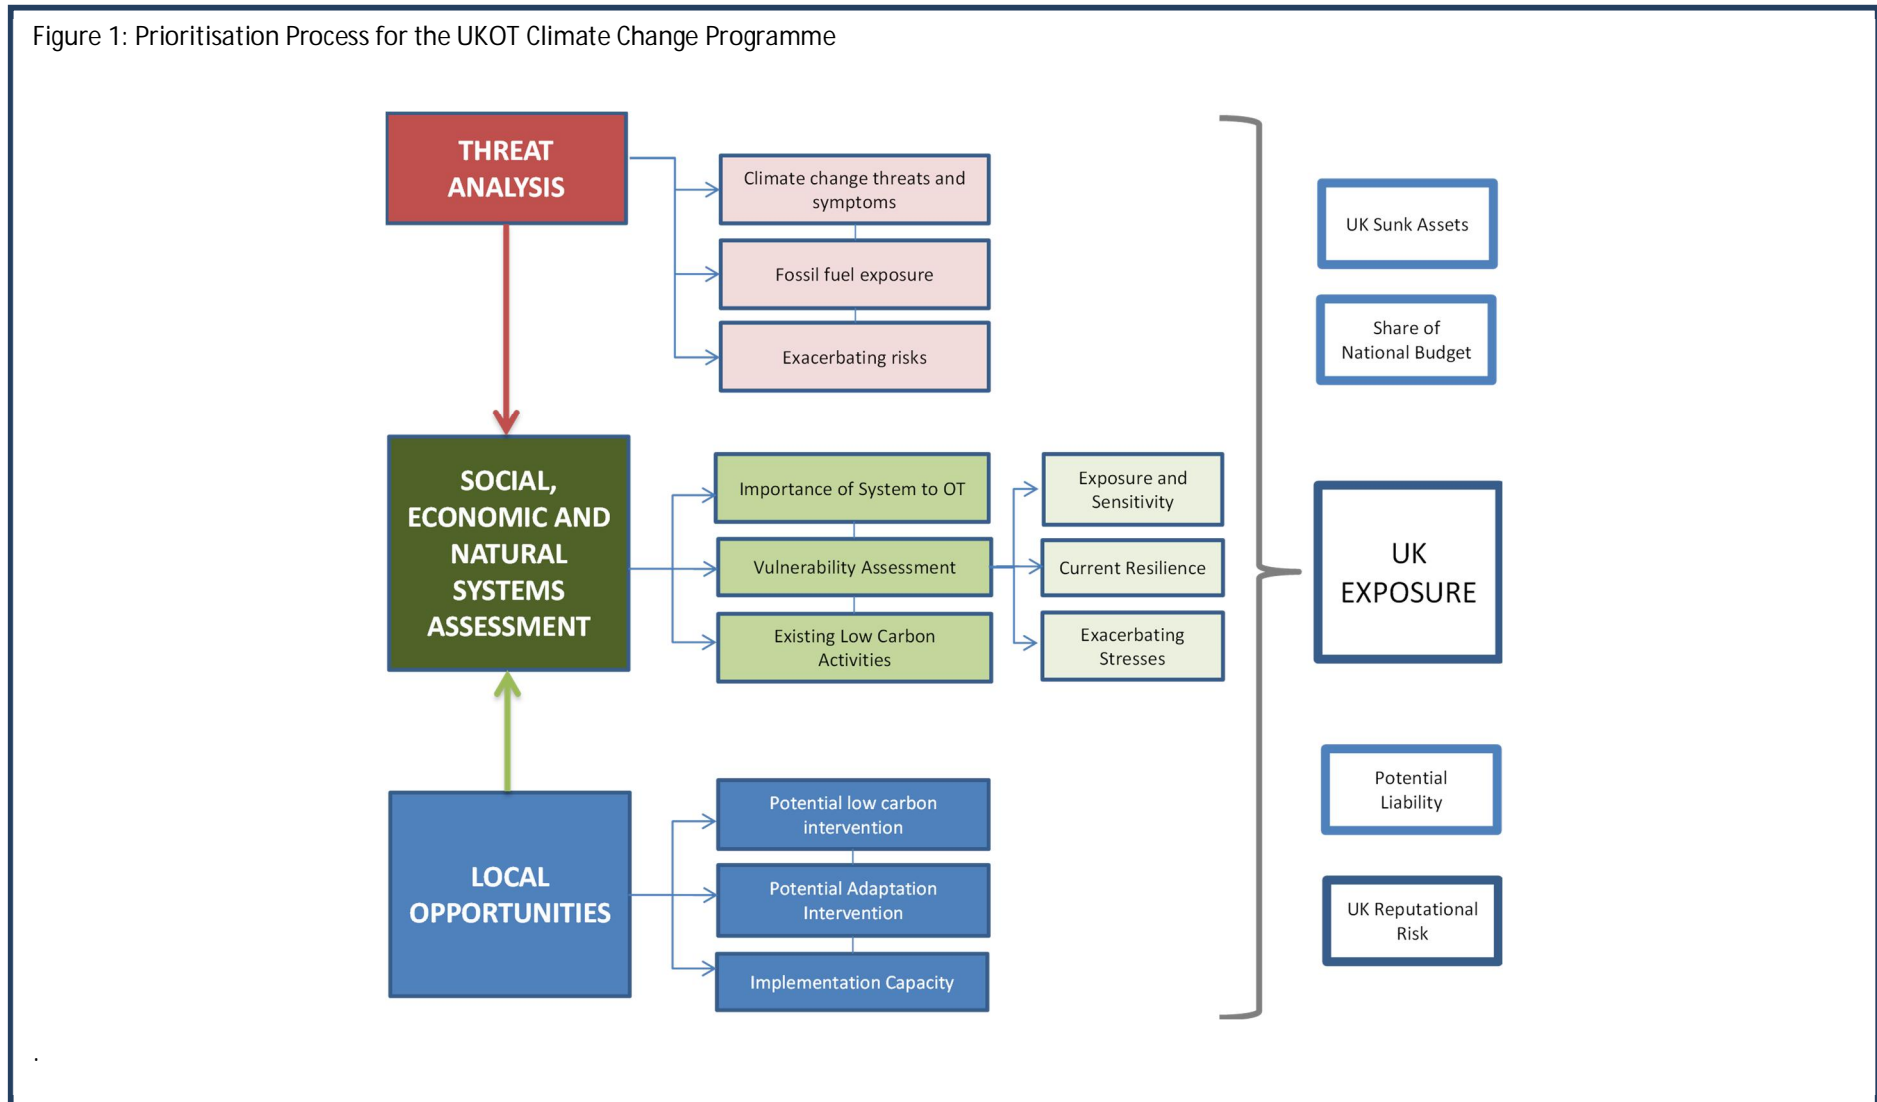 Figure 1: Prioritisation Process for the UKOT Climate Change Programme
THREAT
ANALYSIS
Climate change threats and
symptoms
Fossil fuel exposure
Exacerbating risks
SOCIAL,
ECONOMIC AND
NATURAL
SYSTEMS
ASSESSMENT
Importance of System to OT
Vulnerability Assessment
Existing Low Carbon
Activities
Exposure and
Sensitivity
Current Resilience
Exacerbating
Stresses
LOCAL
OPPORTUNITIES
Potential low carbon
intervention
Potential Adaptation
Intervention
Implementation Capacity
UK Sunk Assets
Share of
National Budget
UK
EXPOSURE
Potential
Liability
UK Reputational
Risk
.